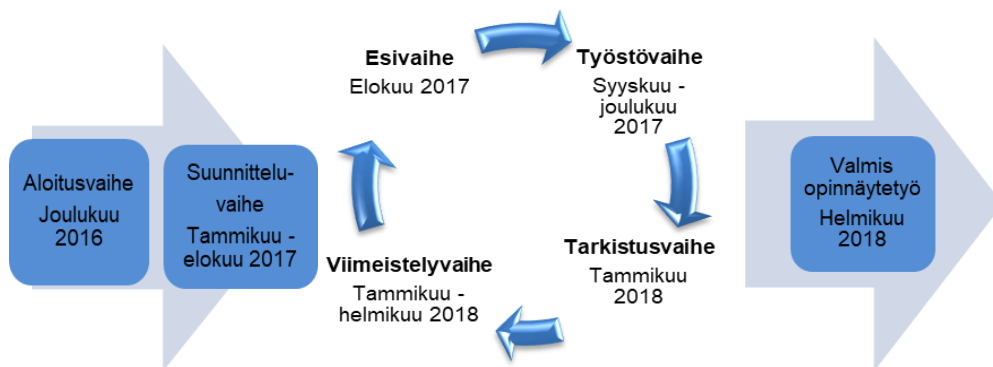 Aloitusvaihe
Joulukuu
2016
Suunnittelu-
vaihe
Tammikuu -
elokuu 2017
Esivaihe
Elokuu 2017
Työstövaihe
Syyskuu -
joulukuu
2017
Tarkistusvaihe
Tammikuu
2018
Viimeistelyvaihe
Tammikuu -
helmikuu 2018
Valmis
opinnäytetyö
Helmikuu
2018